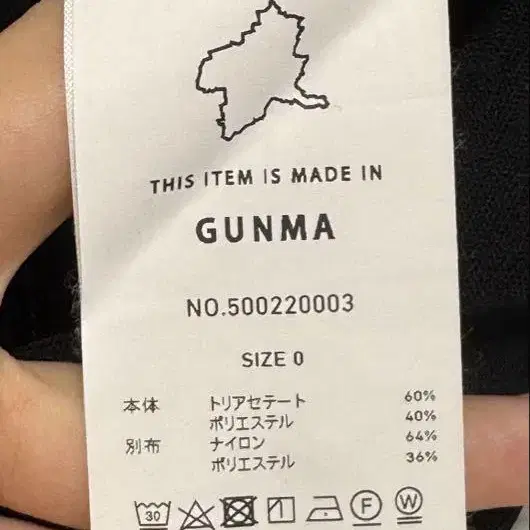 THIS ITEM IS MADE IN
GUNMA
NO.500220003
SIZE 0
本体 トリアセテート 60%
ポリエステル 40%
別布 ナイロン 64%
ポリエステル 36%
30 F W